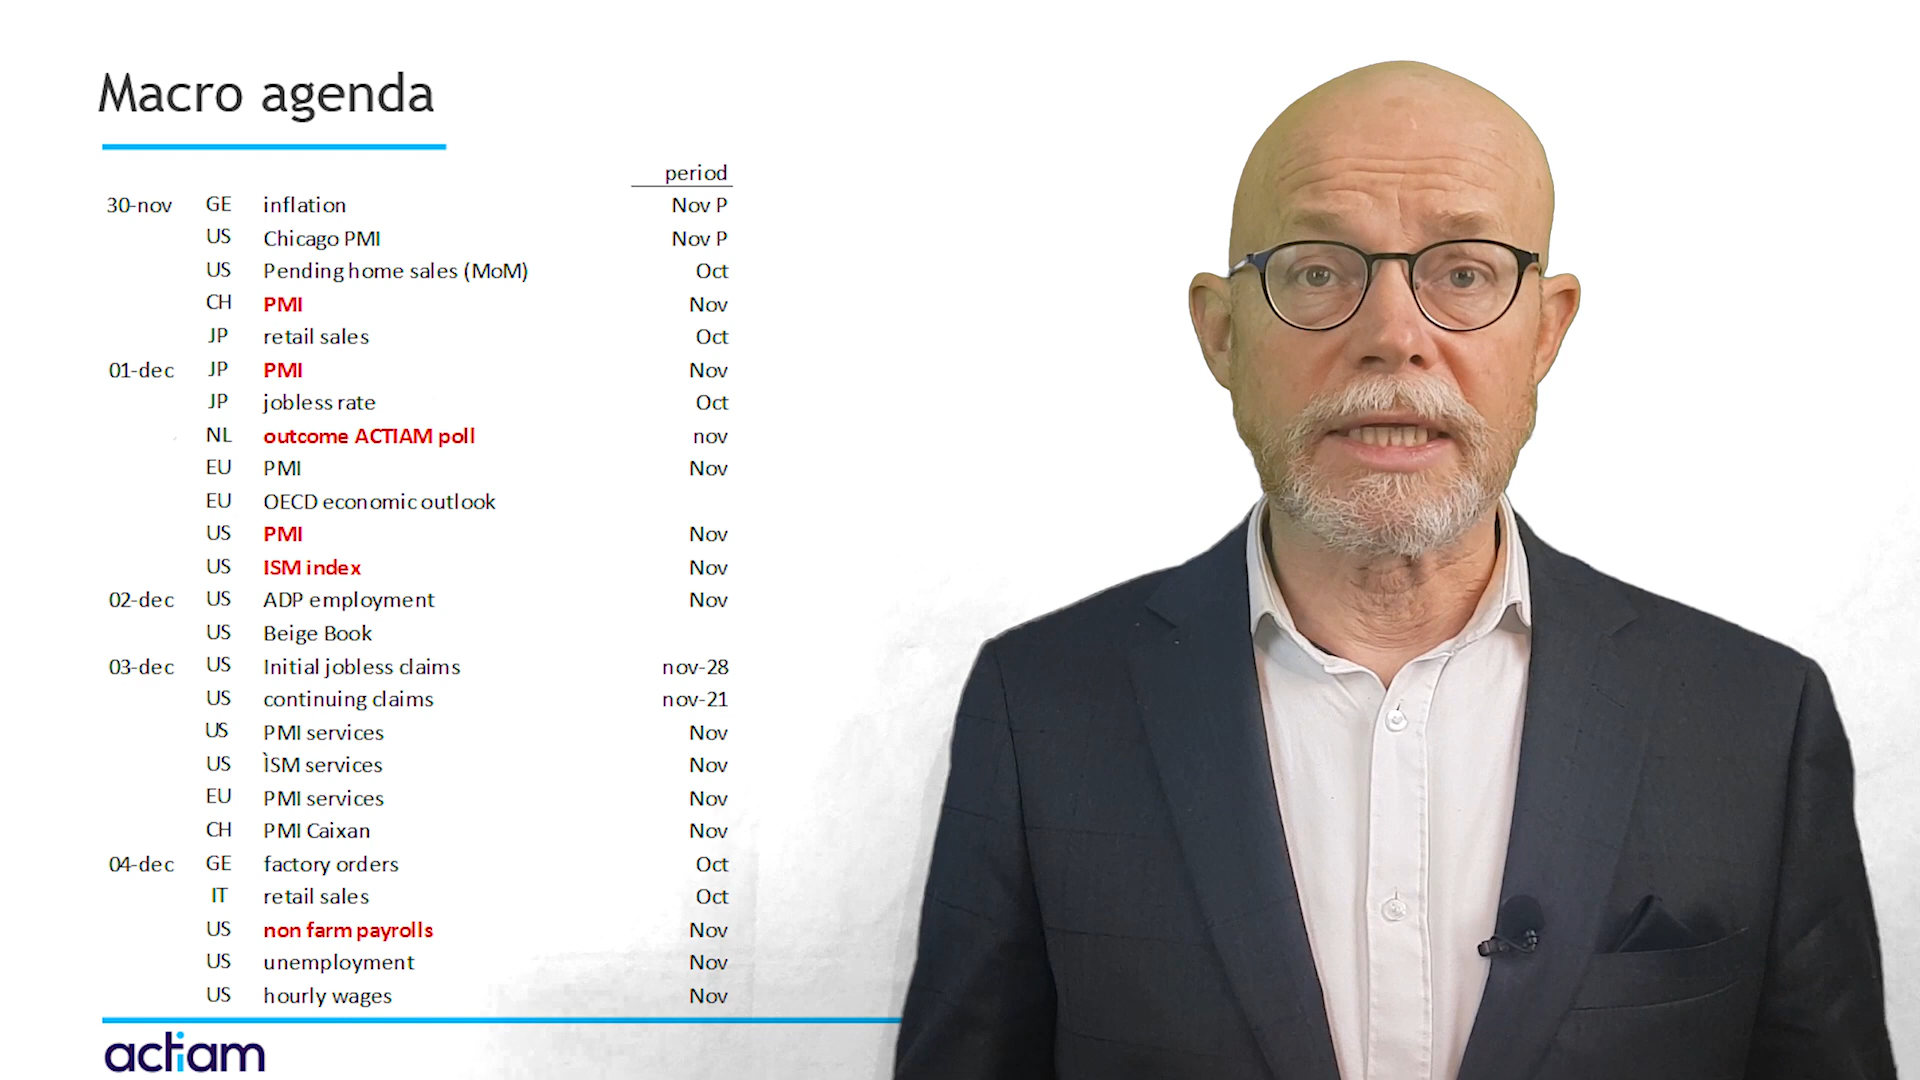 Macro agenda
period
30-nov GE inflation Nov P
US Chicago PMI Nov P
US Pending home sales (MoM) Oct
CH PMI Nov
JP retail sales Oct
01-dec JP PMI Nov
JP jobless rate Oct
NL outcome ACTIAM poll nov
EU PMI Nov
EU OECD economic outlook
US PMI Nov
US ISM index Nov
02-dec US ADP employment Nov
US Beige Book
03-dec US Initial jobless claims nov-28
US continuing claims nov-21
US PMI services Nov
US ÌSM services Nov
EU PMI services Nov
CH PMI Caixan Nov
04-dec GE factory orders Oct
IT retail sales Oct
US non farm payrolls Nov
US unemployment Nov
US hourly wages Nov
actiam